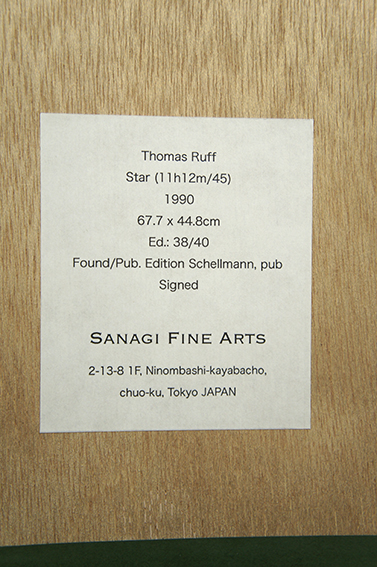 Thomas Ruff
Star (11h12m/45)
1990
67.7 x 44.8cm
Ed.: 38/40
Found/Pub. Edition Schellmann, pub
Signed
SANAGI FINE ARTS
2-13-8 1F, Ninombashi-kayabacho,
chuo-ku, Tokyo JAPAN